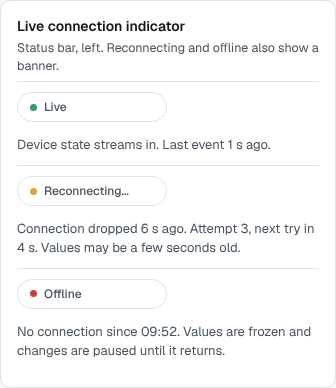 Live connection indicator
Status bar, left. Reconnecting and offline also show a
banner.
Live
Device state streams in. Last event 1 s ago.
Reconnecting…
Connection dropped 6 s ago. Attempt 3, next try in
4 s. Values may be a few seconds old.
Offline
No connection since 09:52. Values are frozen and
changes are paused until it returns.